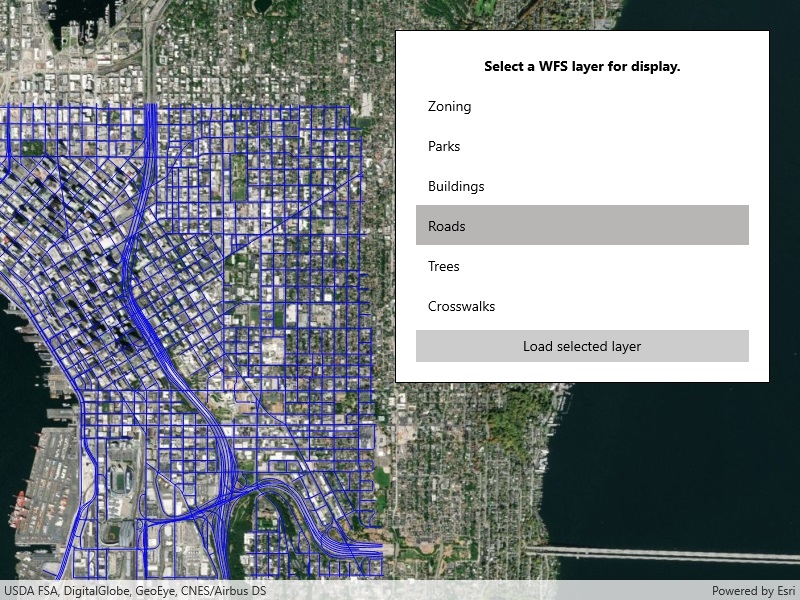 Select a WFS layer for display.
Zoning
Parks
Buildings
Roads
Trees
Crosswalks
Load selected layer
USDA FSA, DigitalGlobe, GeoEye, CNES/Airbus DS
Powered by Esri